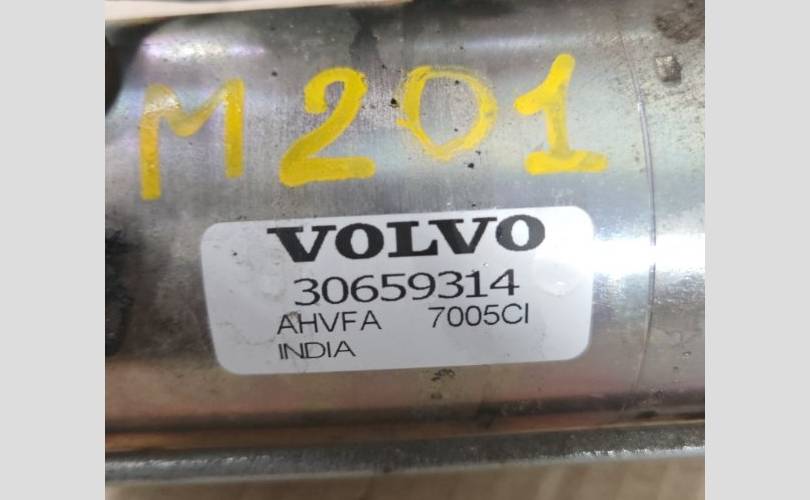 M201
VOLVO
30659314
AHVFA 7005CI
INDIA